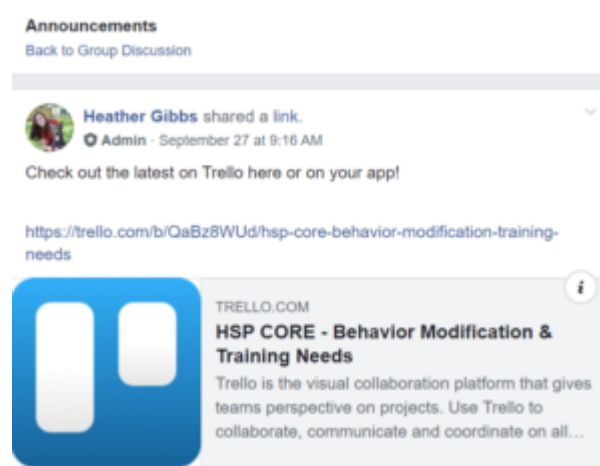 Announcements
Back to Group Discussion
Heather Gibbs shared a link.
Admin · September 27 at 9:16 AM
Check out the latest on Trello here or on your app!
https://trello.com/b/QaBz8WUd/hsp-core-behavior-modification-training-
needs
i
TRELLO.COM
HSP CORE - Behavior Modification &
Training Needs
Trello is the visual collaboration platform that gives
teams perspective on projects. Use Trello to
collaborate, communicate and coordinate on all…